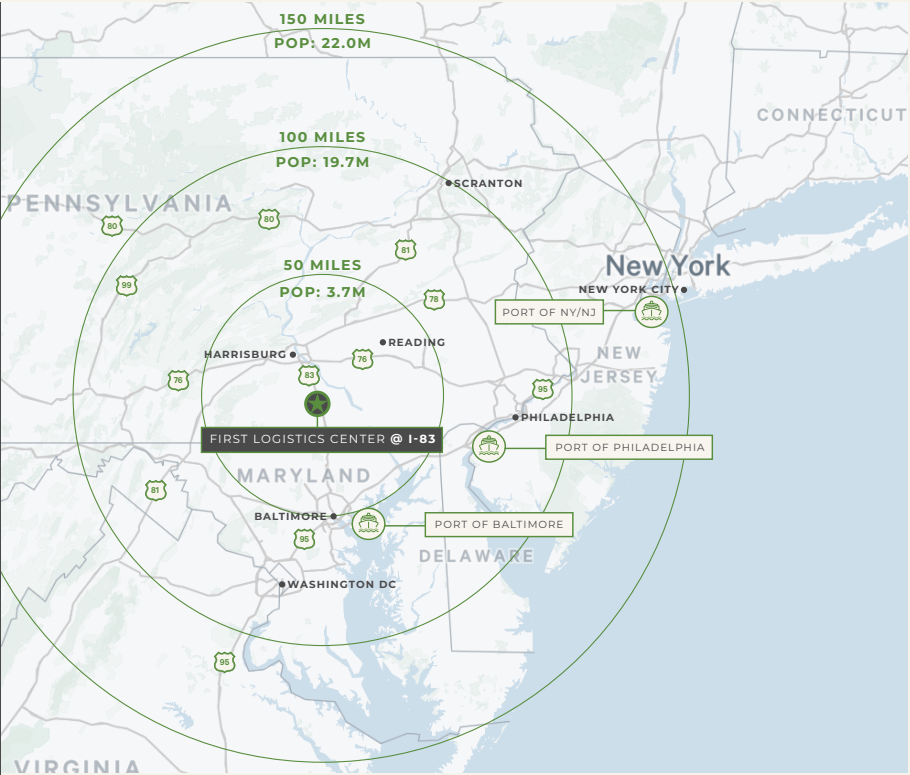 150 MILES
POP: 22.0M
CONNECTICUT
100 MILES
POP: 19.7M
SCRANTON
PENNSYLVANIA
80
80
81
50 MILES
New York
99
POP: 3.7M
NEW YORK CITY
78
PORT OF NY/NJ
READING
HARRISBURG
76
NEW
JERSEY
83
76
95
PHILADELPHIA
FIRST LOGISTICS CENTER @ I-83
PORT OF PHILADELPHIA
MARYLAND
81
BALTIMORE
PORT OF BALTIMORE
95
DELAWARE
WASHINGTON DC
95
VIRGINIA